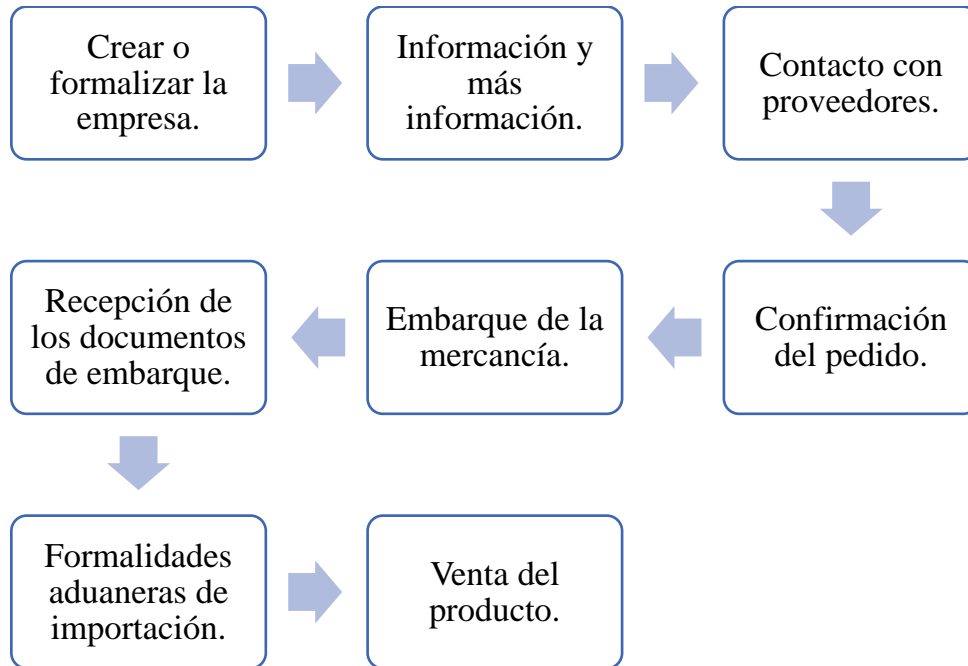 Crear o
formalizar la
empresa.
Información y
más
información.
Contacto con
proveedores.
Confirmación
del pedido.
Embarque de la
mercancía.
Recepción de
los documentos
de embarque.
Formalidades
aduaneras de
importación.
Venta del
producto.